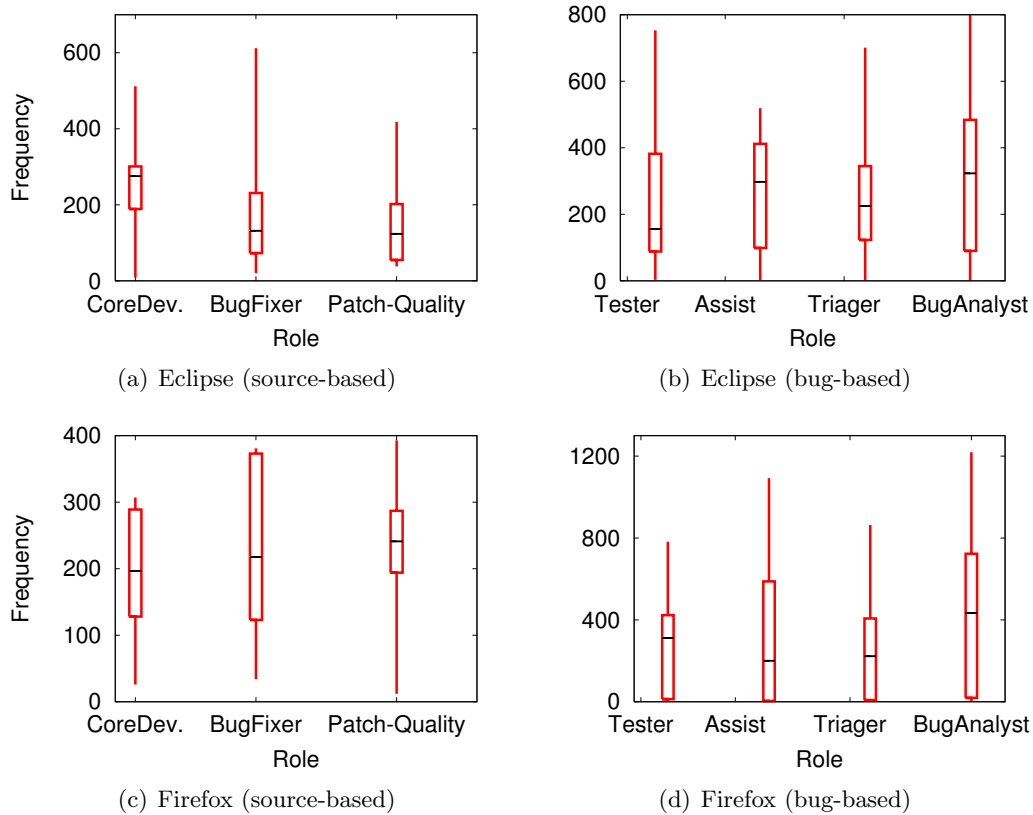 600
400
200
0
Frequency
CoreDev. BugFixer Patch-Quality
Role
(a) Eclipse (source-based)
800
600
400
200
0
Tester Assist Triager BugAnalyst
Role
(b) Eclipse (bug-based)
400
300
200
100
0
Frequency
CoreDev. BugFixer Patch-Quality
Role
(c) Firefox (source-based)
1200
800
400
0
Tester Assist Triager BugAnalyst
Role
(d) Firefox (bug-based)